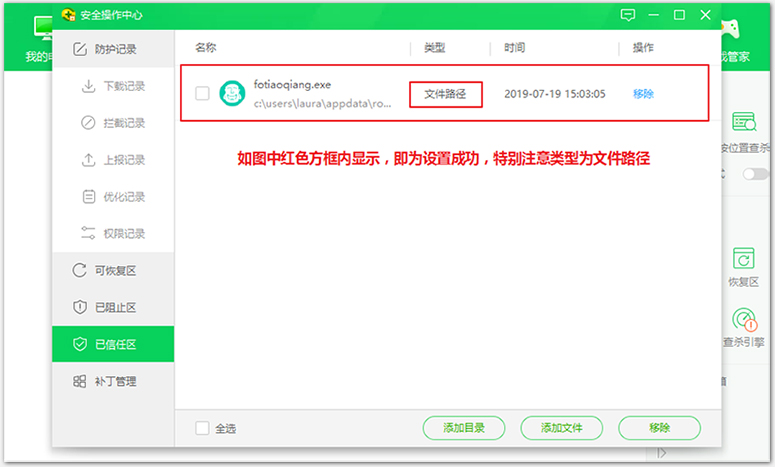 安全操作中心
我的电
戏管家
防护记录
下载记录
拦截记录
上报记录
优化记录
权限记录
可恢复区
已阻止区
已信任区
补丁管理
名称 类型 时间 操作
fotiaoqiang.exe
c:\users\laura\appdata\ro...
文件路径 2019-07-19 15:03:05 移除
如图中红色方框内显示，即为设置成功，特别注意类型为文件路径
全选 添加目录 添加文件 移除
按位置查杀
恢复区
查杀引擎